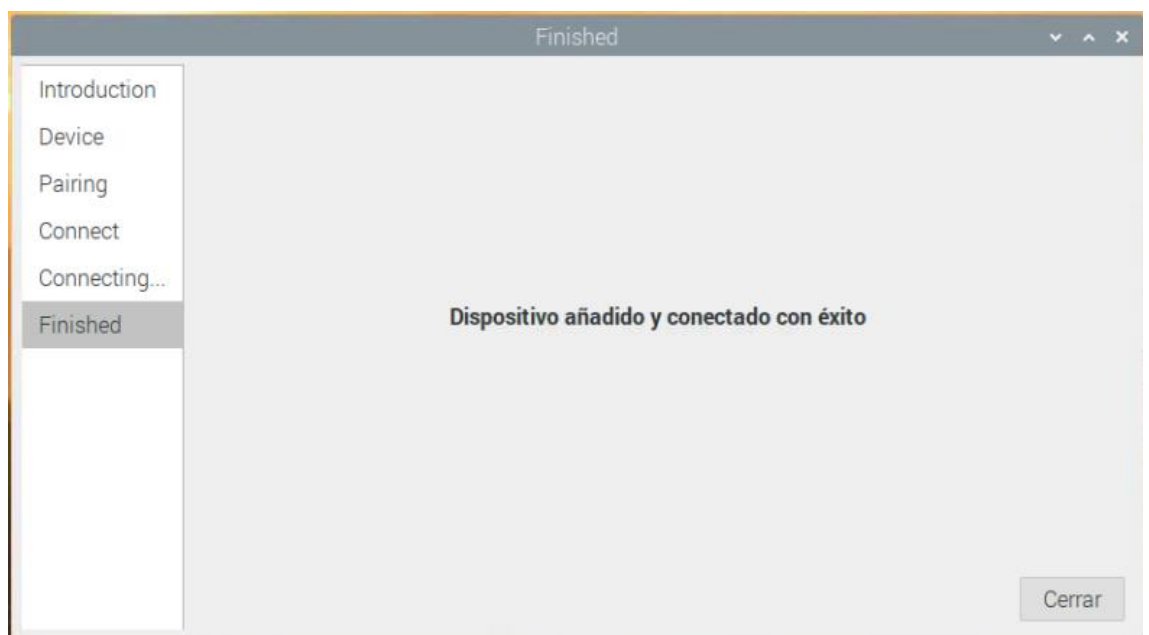 Finished
Introduction
Device
Pairing
Connect
Connecting...
Finished
Dispositivo añadido y conectado con éxito
Cerrar